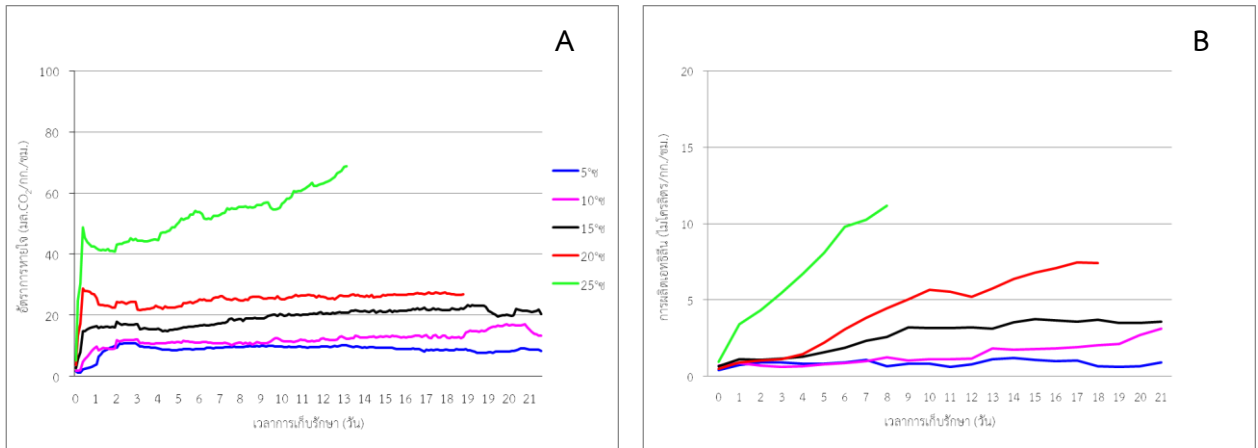 A
100
80
60
40
20
0
อัตราการหายใจ (มล.CO₂/กก./ชม.)
0 1 2 3 4 5 6 7 8 9 10 11 12 13 14 15 16 17 18 19 20 21
เวลาการเก็บรักษา (วัน)
5°ซ
10°ซ
15°ซ
20°ซ
25°ซ
B
20
15
10
5
0
การผลิตเอทธิลีน (ไมโครลิตร/กก./ชม.)
0 1 2 3 4 5 6 7 8 9 10 11 12 13 14 15 16 17 18 19 20 21
เวลาการเก็บรักษา (วัน)